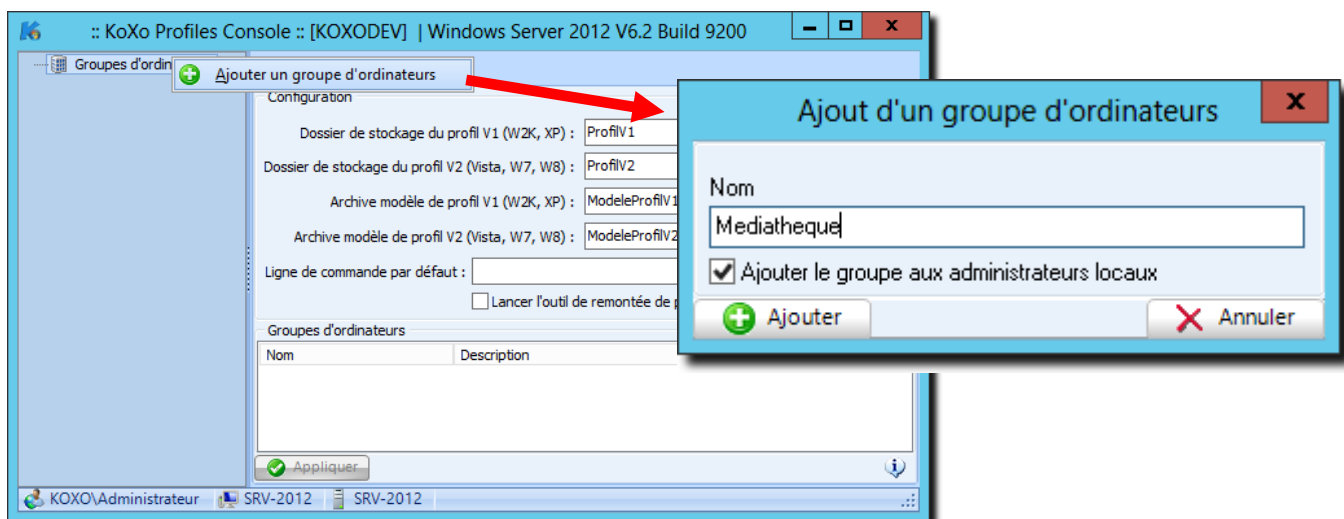 :: KoXo Profiles Console :: [KOXODEV] | Windows Server 2012 V6.2 Build 9200
Groupes d'ordin
Ajouter un groupe d'ordinateurs
Configuration
Dossier de stockage du profil V1 (W2K, XP) : ProfilV1
Dossier de stockage du profil V2 (Vista, W7, W8) : ProfilV2
Archive modèle de profil V1 (W2K, XP) : ModeleProfilV1
Archive modèle de profil V2 (Vista, W7, W8) : ModeleProfilV2
Ligne de commande par défaut :
Lancer l'outil de remontée de p
Groupes d'ordinateurs
Nom Description
Appliquer
KOXO\Administrateur SRV-2012 SRV-2012
Ajout d'un groupe d'ordinateurs
Nom
Mediatheque
Ajouter le groupe aux administrateurs locaux
Ajouter Annuler